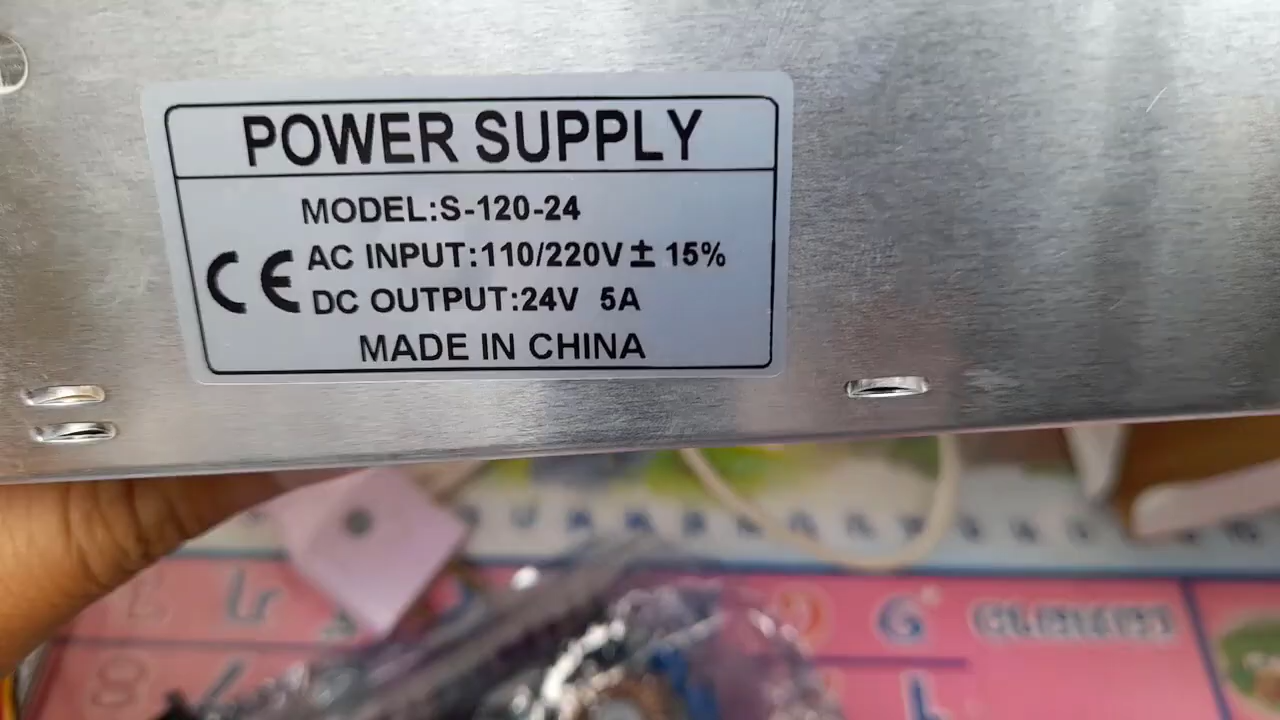 POWER SUPPLY
MODEL:S-120-24
CE AC INPUT:110/220V ± 15%
DC OUTPUT:24V 5A
MADE IN CHINA
G